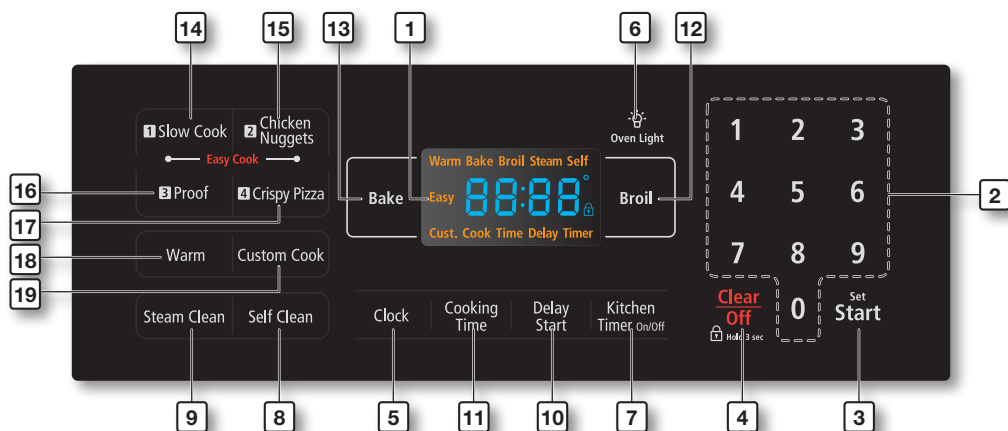 14 15 13 1 6 12
1 Slow Cook
2 Chicken
Nuggets
Easy Cook
3 Proof
4 Crispy Pizza
16
17
Warm
Custom Cook
18
19
Steam Clean
Self Clean
Bake
Warm Bake Broil Steam Self
Easy 88:88°
Cust. Cook Time Delay Timer
Oven Light
Broil
Clock
Cooking
Time
Delay
Start
Kitchen
Timer On/Off
1 2 3
4 5 6
7 8 9
0
2
Clear
Off
Hold 3 sec
Set
Start
9 8 5 11 10 7 4 3